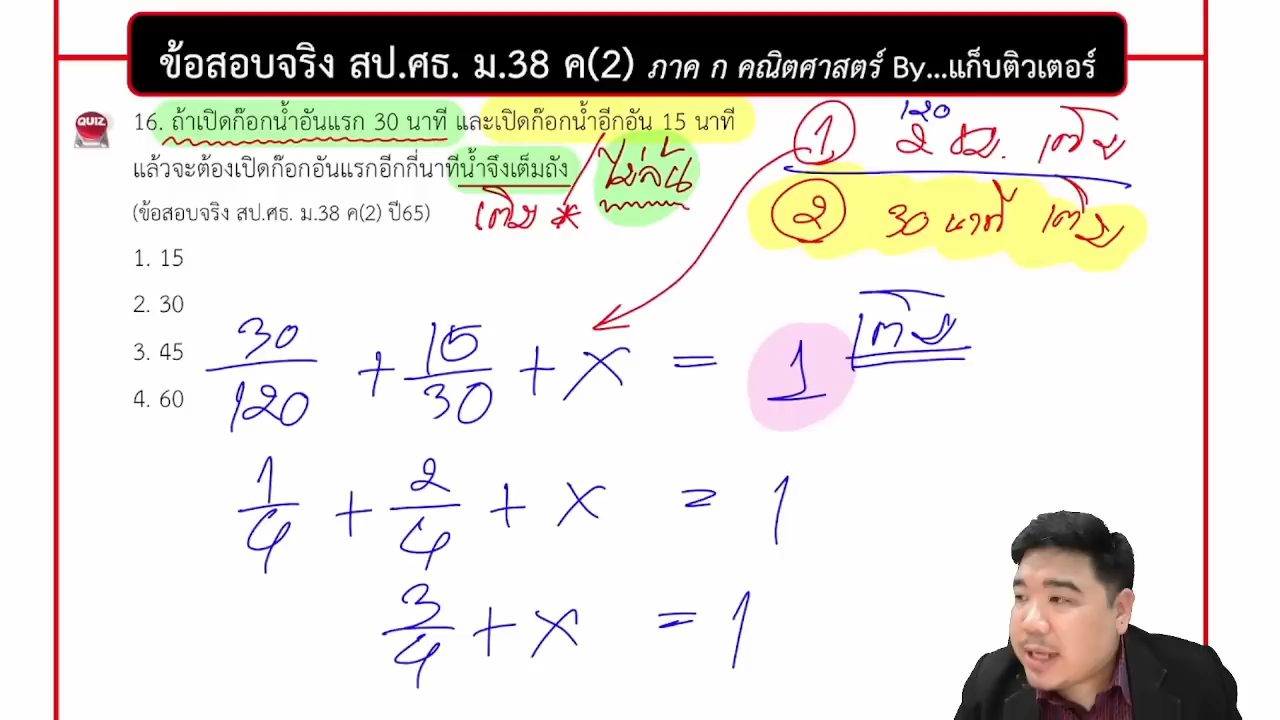 ข้อสอบจริง สป.ศธ. ม.38 ค(2) ภาค ก คณิตศาสตร์ By...แก็บติวเตอร์
QUIZ
16. ถ้าเปิดก๊อกน้ำอันแรก 30 นาที และเปิดก๊อกน้ำอีกอัน 15 นาที
แล้วจะต้องเปิดก๊อกอันแรกอีกกี่นาทีน้ำจึงเต็มถัง
ไม่ล้น
เต็ม *
(ข้อสอบจริง สป.ศธ. ม.38 ค(2) ปี65)
120
1 2 ชม. เต็ม
2 30 นาที เต็ม
1. 15
2. 30
3. 45
4. 60
30/120 + 15/30 + x = 1 เต็ม
1/4 + 2/4 + x = 1
3/4 + x = 1